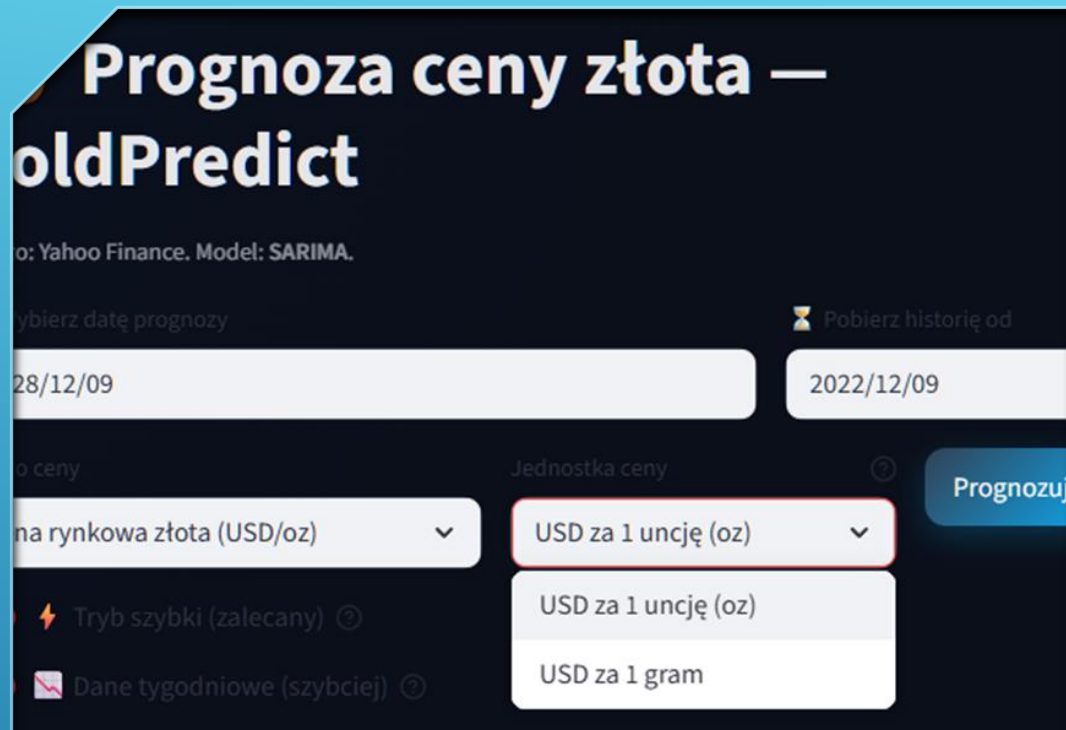 Prognoza ceny złota —
oldPredict
o: Yahoo Finance. Model: SARIMA.
ybierz datę prognozy
Pobierz historię od
28/12/09
2022/12/09
o ceny
Jednostka ceny
Prognozuj
na rynkowa złota (USD/oz)
USD za 1 uncję (oz)
USD za 1 uncję (oz)
Tryb szybki (zalecany)
USD za 1 gram
Dane tygodniowe (szybciej)